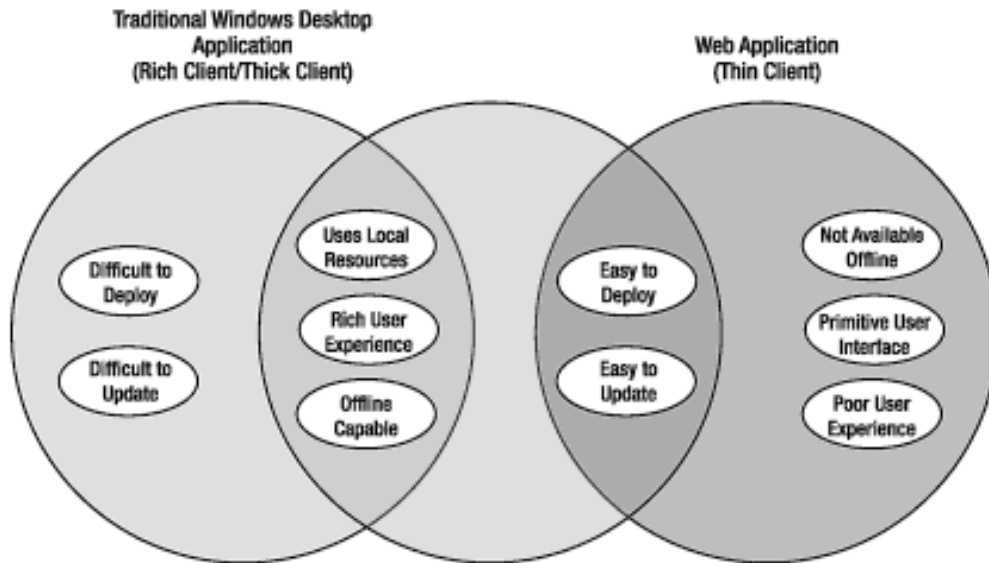 Traditional Windows Desktop
Application
(Rich Client/Thick Client)
Web Application
(Thin Client)
Difficult to
Deploy
Difficult to
Update
Uses Local
Resources
Rich User
Experience
Offline
Capable
Easy to
Deploy
Easy to
Update
Not Available
Offline
Primitive User
Interface
Poor User
Experience